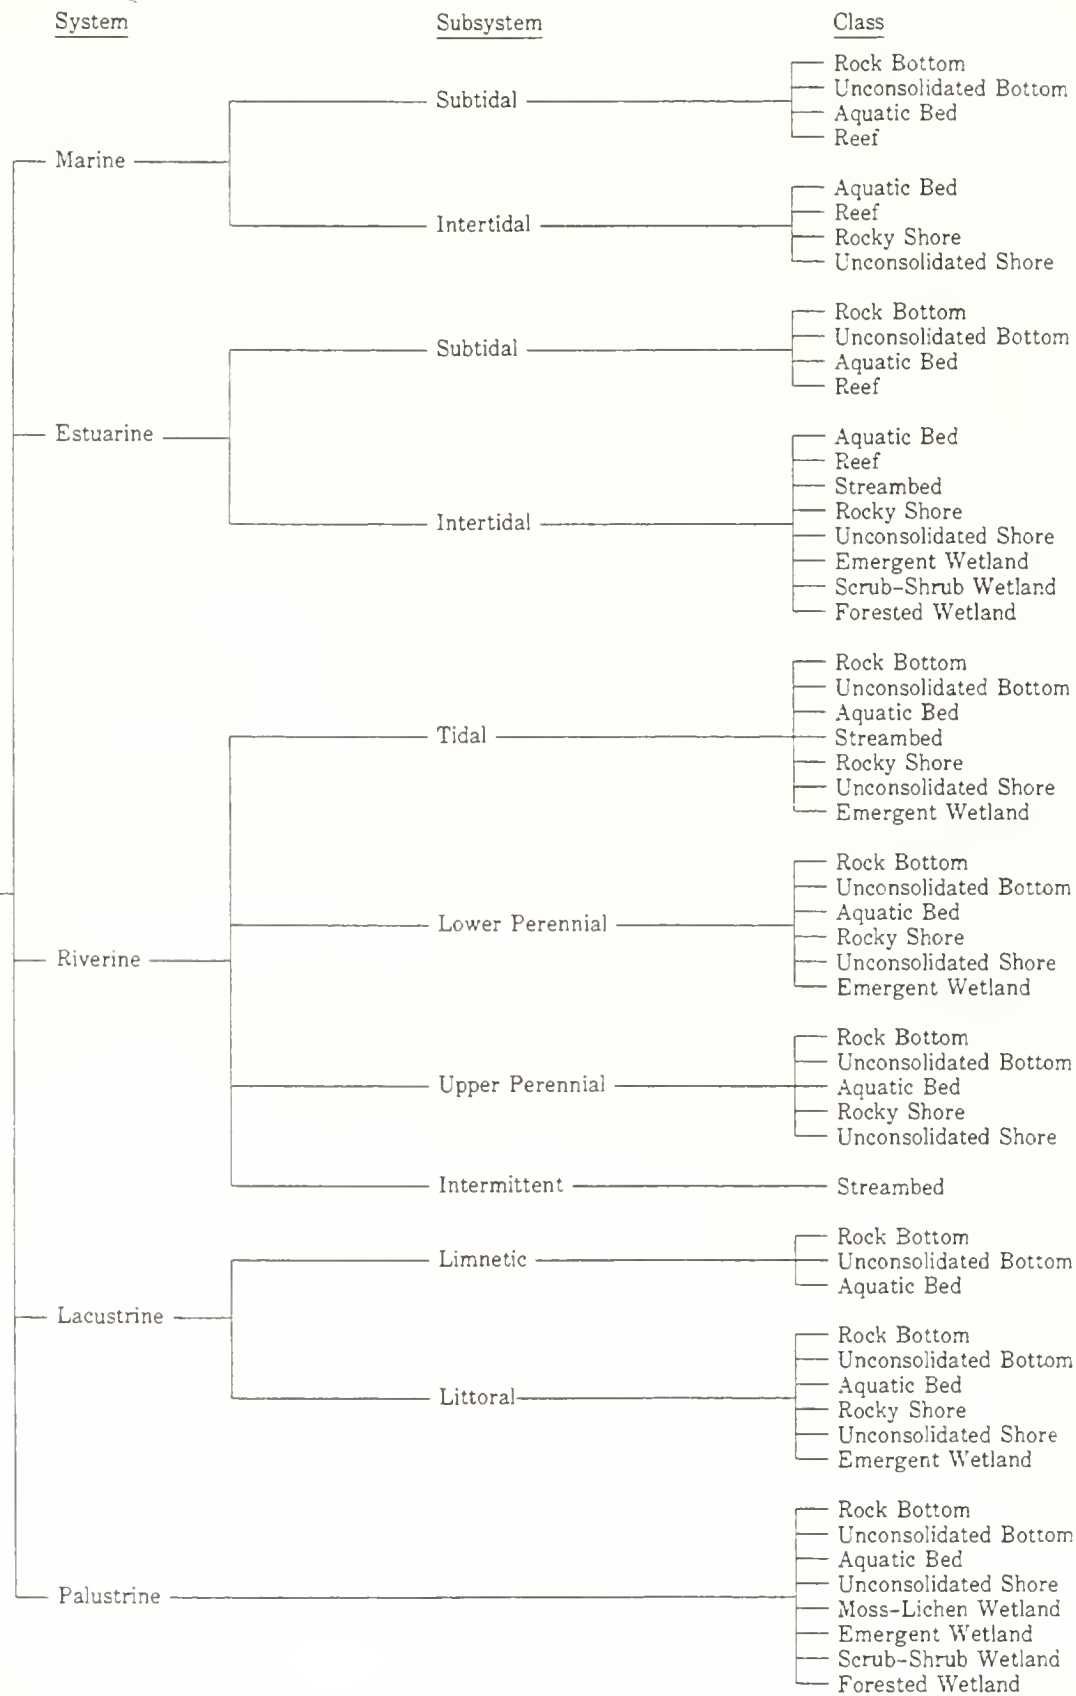 System Subsystem Class
Rock Bottom
Unconsolidated Bottom
Subtidal
Aquatic Bed
Reef
Marine
Aquatic Bed
Reef
Intertidal
Rocky Shore
Unconsolidated Shore
Rock Bottom
Unconsolidated Bottom
Subtidal
Aquatic Bed
Reef
Estuarine
Aquatic Bed
Reef
Streambed
Rocky Shore
Intertidal
Unconsolidated Shore
Emergent Wetland
Scrub-Shrub Wetland
Forested Wetland
Rock Bottom
Unconsolidated Bottom
Aquatic Bed
Tidal
Streambed
Rocky Shore
Unconsolidated Shore
Emergent Wetland
Rock Bottom
Unconsolidated Bottom
Aquatic Bed
Lower Perennial
Rocky Shore
Riverine
Unconsolidated Shore
Emergent Wetland
Rock Bottom
Unconsolidated Bottom
Upper Perennial
Aquatic Bed
Rocky Shore
Unconsolidated Shore
Intermittent
Streambed
Rock Bottom
Limnetic
Unconsolidated Bottom
Aquatic Bed
Lacustrine
Rock Bottom
Unconsolidated Bottom
Aquatic Bed
Littoral
Rocky Shore
Unconsolidated Shore
Emergent Wetland
Rock Bottom
Unconsolidated Bottom
Aquatic Bed
Unconsolidated Shore
Palustrine
Moss-Lichen Wetland
Emergent Wetland
Scrub-Shrub Wetland
Forested Wetland